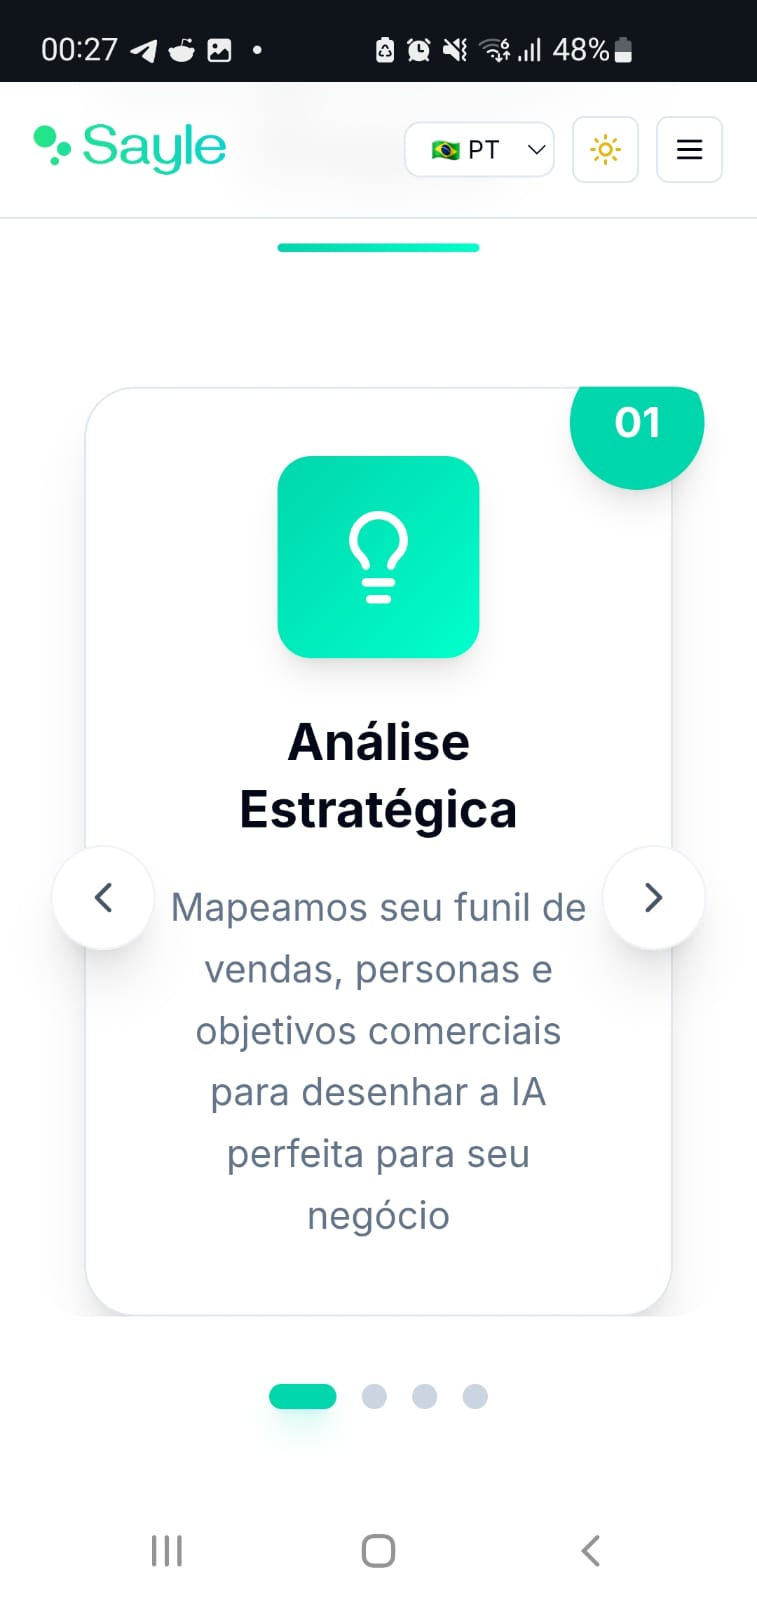 00:27
48%
Sayle
PT
01
Análise
Estratégica
Mapeamos seu funil de
vendas, personas e
objetivos comerciais
para desenhar a IA
perfeita para seu
negócio